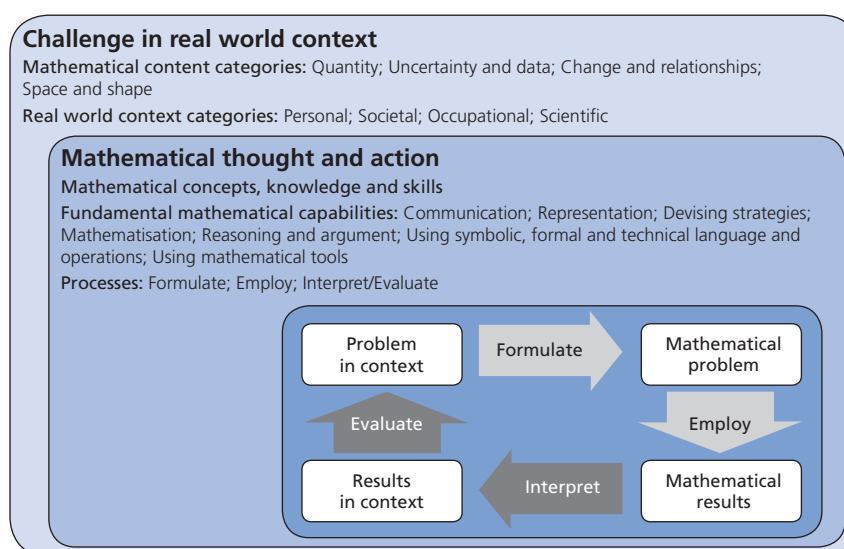 Challenge in real world context
Mathematical content categories: Quantity; Uncertainty and data; Change and relationships;
Space and shape
Real world context categories: Personal; Societal; Occupational; Scientific
Mathematical thought and action
Mathematical concepts, knowledge and skills
Fundamental mathematical capabilities: Communication; Representation; Devising strategies;
Mathematisation; Reasoning and argument; Using symbolic, formal and technical language and
operations; Using mathematical tools
Processes: Formulate; Employ; Interpret/Evaluate
Problem
in context
Formulate
Mathematical
problem
Evaluate
Employ
Results
in context
Interpret
Mathematical
results